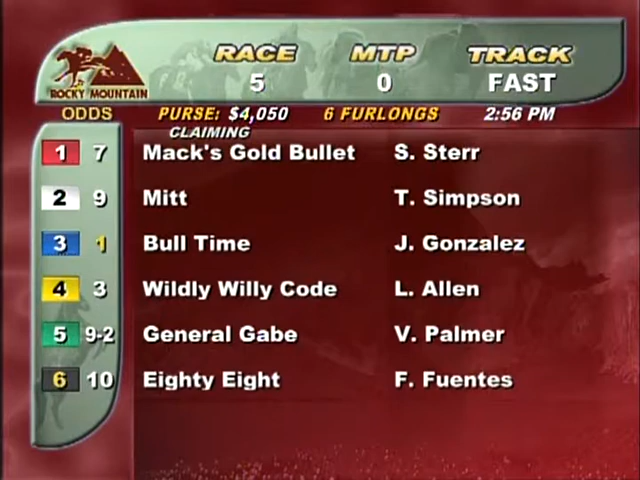 RACE MTP TRACK
ROCKY MOUNTAIN 5 0 FAST
ODDS PURSE: $4,050 6 FURLONGS 2:56 PM
CLAIMING
1 7 Mack's Gold Bullet S. Sterr
2 9 Mitt T. Simpson
3 1 Bull Time J. Gonzalez
4 3 Wildly Willy Code L. Allen
5 9-2 General Gabe V. Palmer
6 10 Eighty Eight F. Fuentes